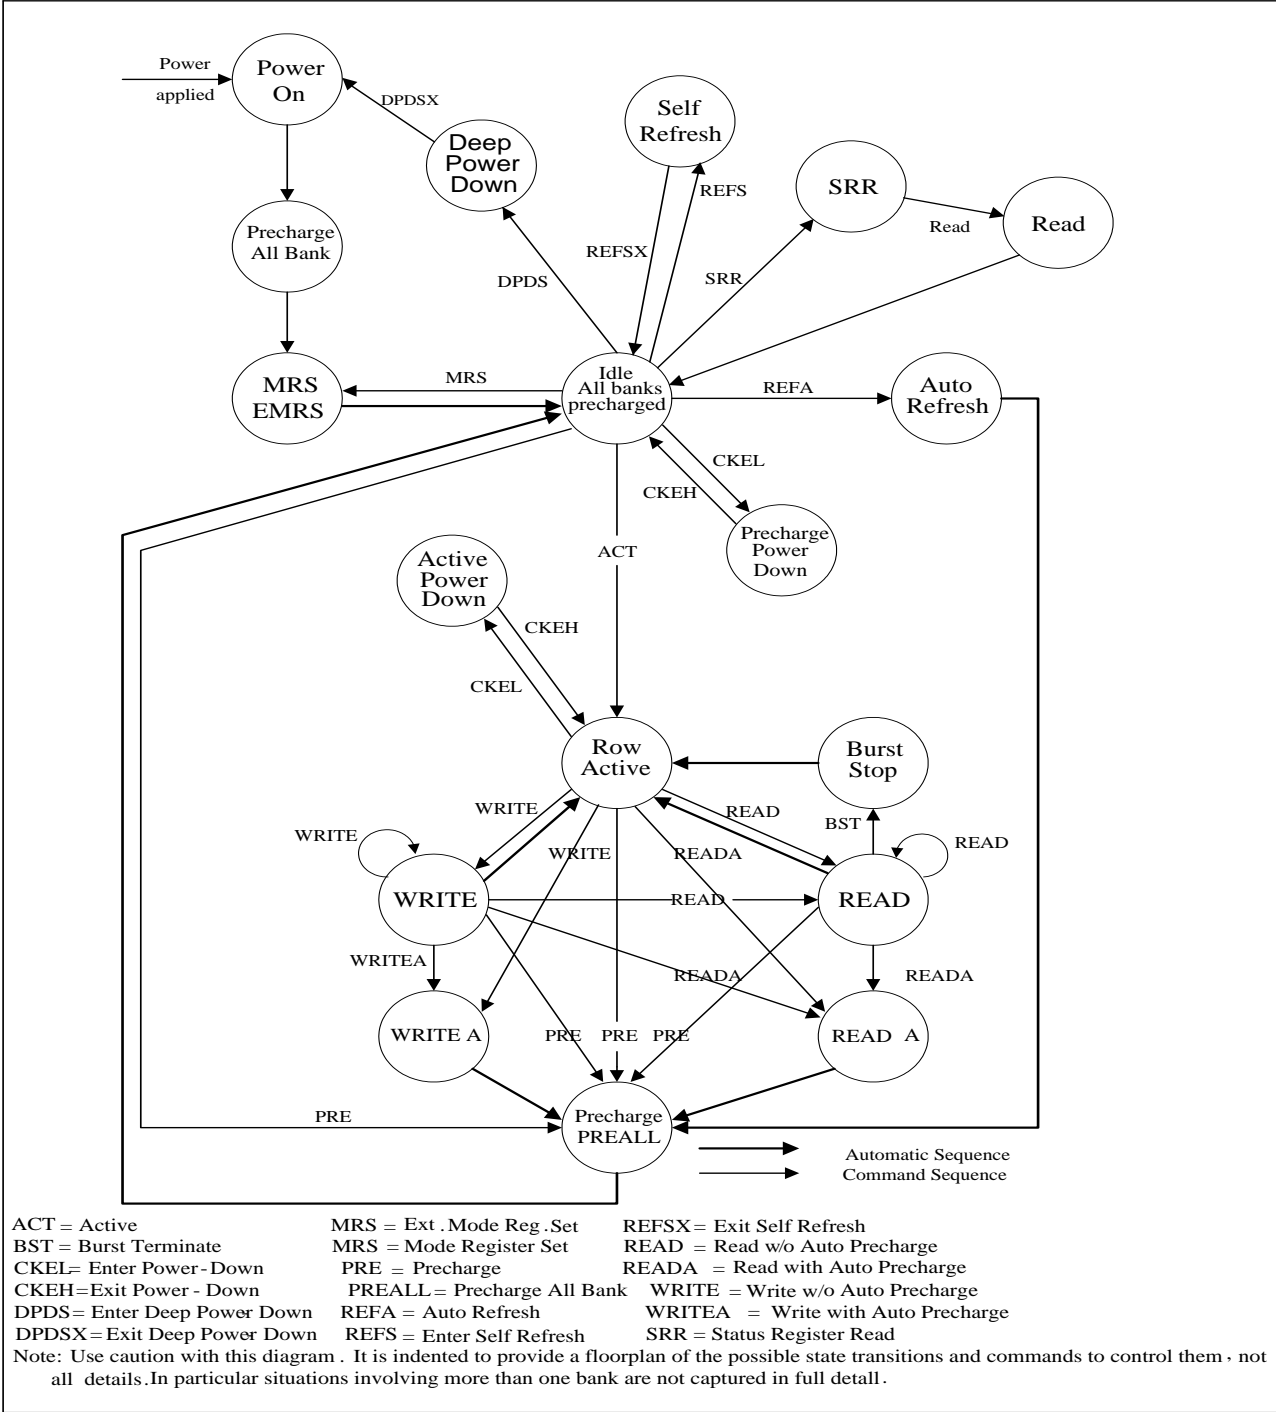 Power
applied
Power
On
DPDSX
Deep
Power
Down
Self
Refresh
REFS
REFSX
SRR
Read
Read
Precharge
All Bank
DPDS
SRR
MRS
EMRS
MRS
Idle
All banks
precharged
REFA
Auto
Refresh
CKEL
CKEH
Precharge
Power
Down
ACT
Active
Power
Down
CKEH
CKEL
Row
Active
Burst
Stop
WRITE
READ
BST
WRITE
WRITE
READA
READ
WRITE
READ
READ
WRITEA
READA
READA
WRITE A
PRE
PRE
PRE
READ A
PRE
Precharge
PREALL
Automatic Sequence
Command Sequence
ACT = Active MRS = Ext . Mode Reg . Set REFSX = Exit Self Refresh
BST = Burst Terminate MRS = Mode Register Set READ = Read w/o Auto Precharge
CKEL= Enter Power - Down PRE = Precharge READA = Read with Auto Precharge
CKEH=Exit Power - Down PREALL = Precharge All Bank WRITE = Write w/o Auto Precharge
DPDS= Enter Deep Power Down REFA = Auto Refresh WRITEA = Write with Auto Precharge
DPDSX = Exit Deep Power Down REFS = Enter Self Refresh SRR = Status Register Read
Note: Use caution with this diagram . It is indented to provide a floorplan of the possible state transitions and commands to control them , not
all details.In particular situations involving more than one bank are not captured in full detall.